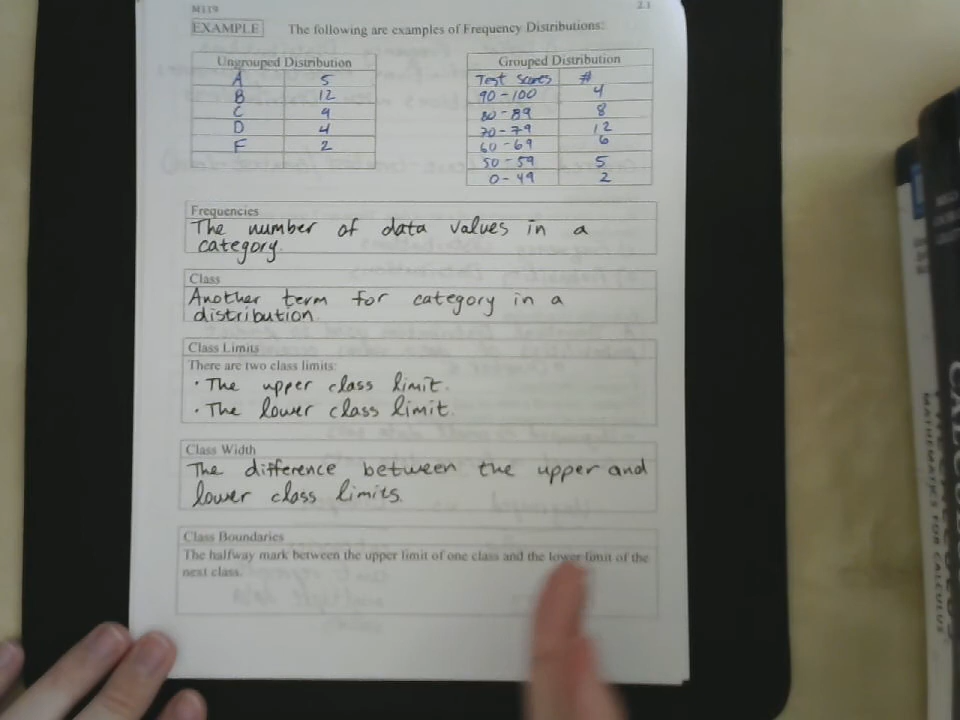 M119 2.1
EXAMPLE The following are examples of Frequency Distributions:
Ungrouped Distribution
A 5
B 12
C 9
D 4
F 2
Grouped Distribution
Test Scores #
90-100 4
80-89 8
70-79 12
60-69 6
50-59 5
0-49 2
Frequencies
The number of data values in a
category.
Class
Another term for category in a
distribution.
Class Limits
There are two class limits:
• The upper class limit.
• The lower class limit.
Class Width
The difference between the upper and
lower class limits.
Class Boundaries
The halfway mark between the upper limit of one class and the lower limit of the
next class.
MATHEMATICS FOR CALCULUS